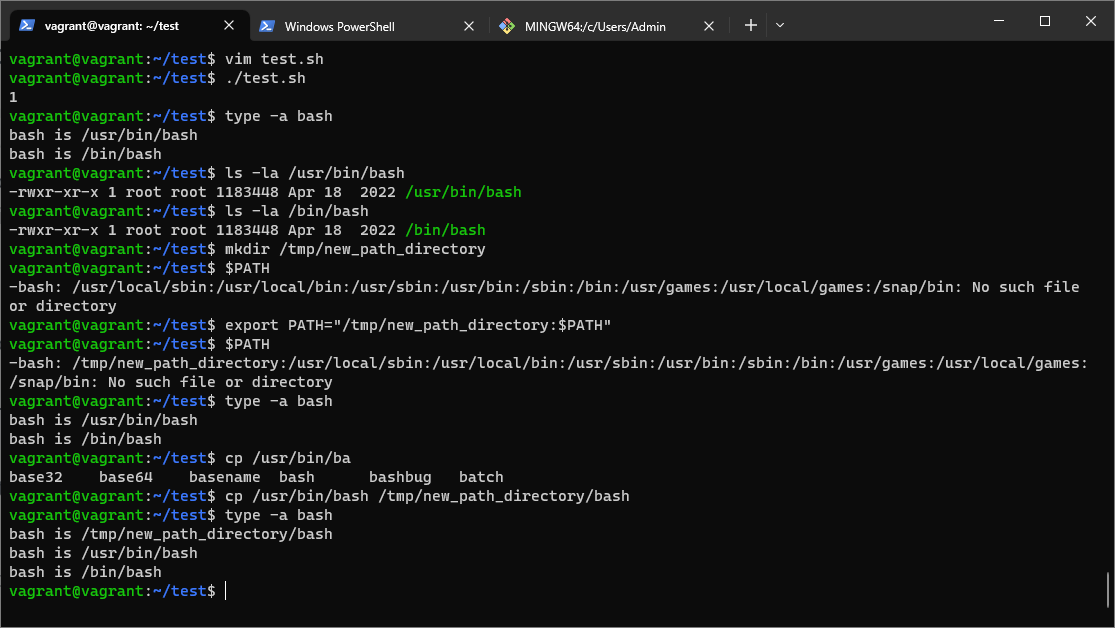 vagrant@vagrant: ~/test
Windows PowerShell
MINGW64:/c/Users/Admin
vagrant@vagrant:~/test$ vim test.sh
vagrant@vagrant:~/test$ ./test.sh
1
vagrant@vagrant:~/test$ type -a bash
bash is /usr/bin/bash
bash is /bin/bash
vagrant@vagrant:~/test$ ls -la /usr/bin/bash
-rwxr-xr-x 1 root root 1183448 Apr 18  2022 /usr/bin/bash
vagrant@vagrant:~/test$ ls -la /bin/bash
-rwxr-xr-x 1 root root 1183448 Apr 18  2022 /bin/bash
vagrant@vagrant:~/test$ mkdir /tmp/new_path_directory
vagrant@vagrant:~/test$ $PATH
-bash: /usr/local/sbin:/usr/local/bin:/usr/sbin:/usr/bin:/sbin:/bin:/usr/games:/usr/local/games:/snap/bin: No such file
or directory
vagrant@vagrant:~/test$ export PATH="/tmp/new_path_directory:$PATH"
vagrant@vagrant:~/test$ $PATH
-bash: /tmp/new_path_directory:/usr/local/sbin:/usr/local/bin:/usr/sbin:/usr/bin:/sbin:/bin:/usr/games:/usr/local/games:
/snap/bin: No such file or directory
vagrant@vagrant:~/test$ type -a bash
bash is /usr/bin/bash
bash is /bin/bash
vagrant@vagrant:~/test$ cp /usr/bin/ba
base32    base64    basename  bash      bashbug   batch
vagrant@vagrant:~/test$ cp /usr/bin/bash /tmp/new_path_directory/bash
vagrant@vagrant:~/test$ type -a bash
bash is /tmp/new_path_directory/bash
bash is /usr/bin/bash
bash is /bin/bash
vagrant@vagrant:~/test$